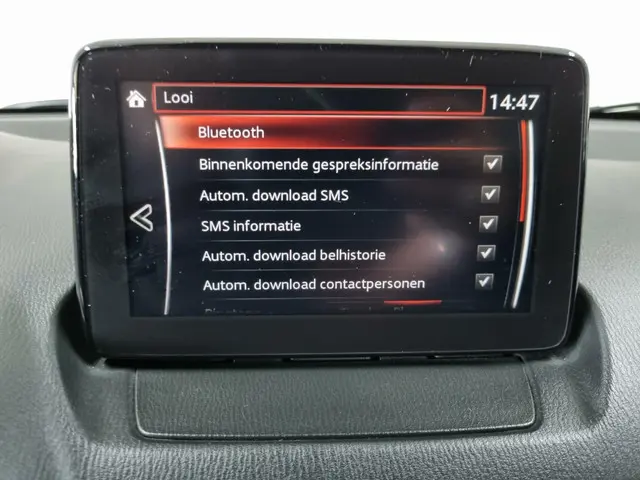 Looi
14:47
Bluetooth
Binnenkomende gespreksinformatie
Autom. download SMS
SMS informatie
Autom. download belhistorie
Autom. download contactpersonen